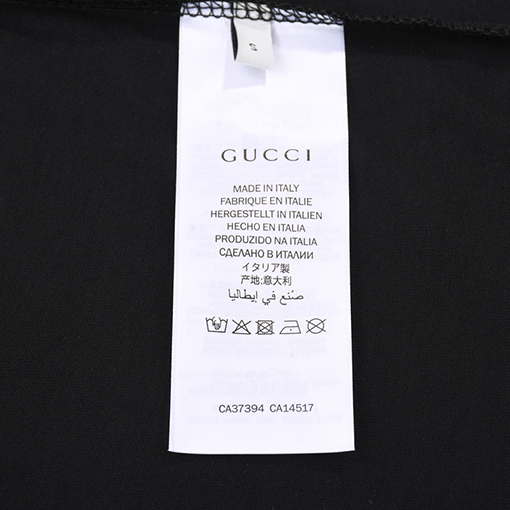 S
GUCCI
MADE IN ITALY
FABRIQUE EN ITALIE
HERGESTELLT IN ITALIEN
HECHO EN ITALIA
PRODUZIDO NA ITALIA
СДЕЛАНО В ИТАЛИИ
イタリア製
产地;意大利
صنع في إيطاليا
CA37394 CA14517